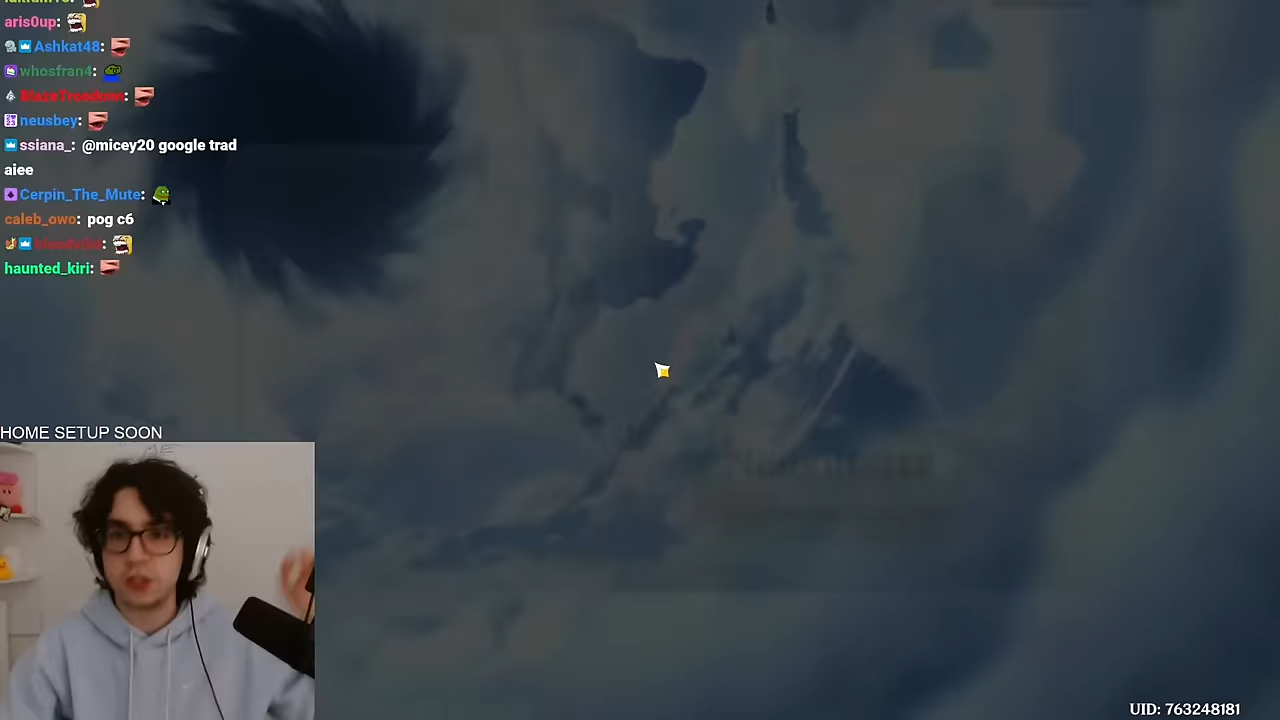 aris0up:
Ashkat48:
whosfran4:
neusbey:
ssiana_: @micey20 google trad
aiee
Cerpin_The_Mute:
caleb_owo: pog c6
haunted_kiri:
HOME SETUP SOON
UID: 763248181